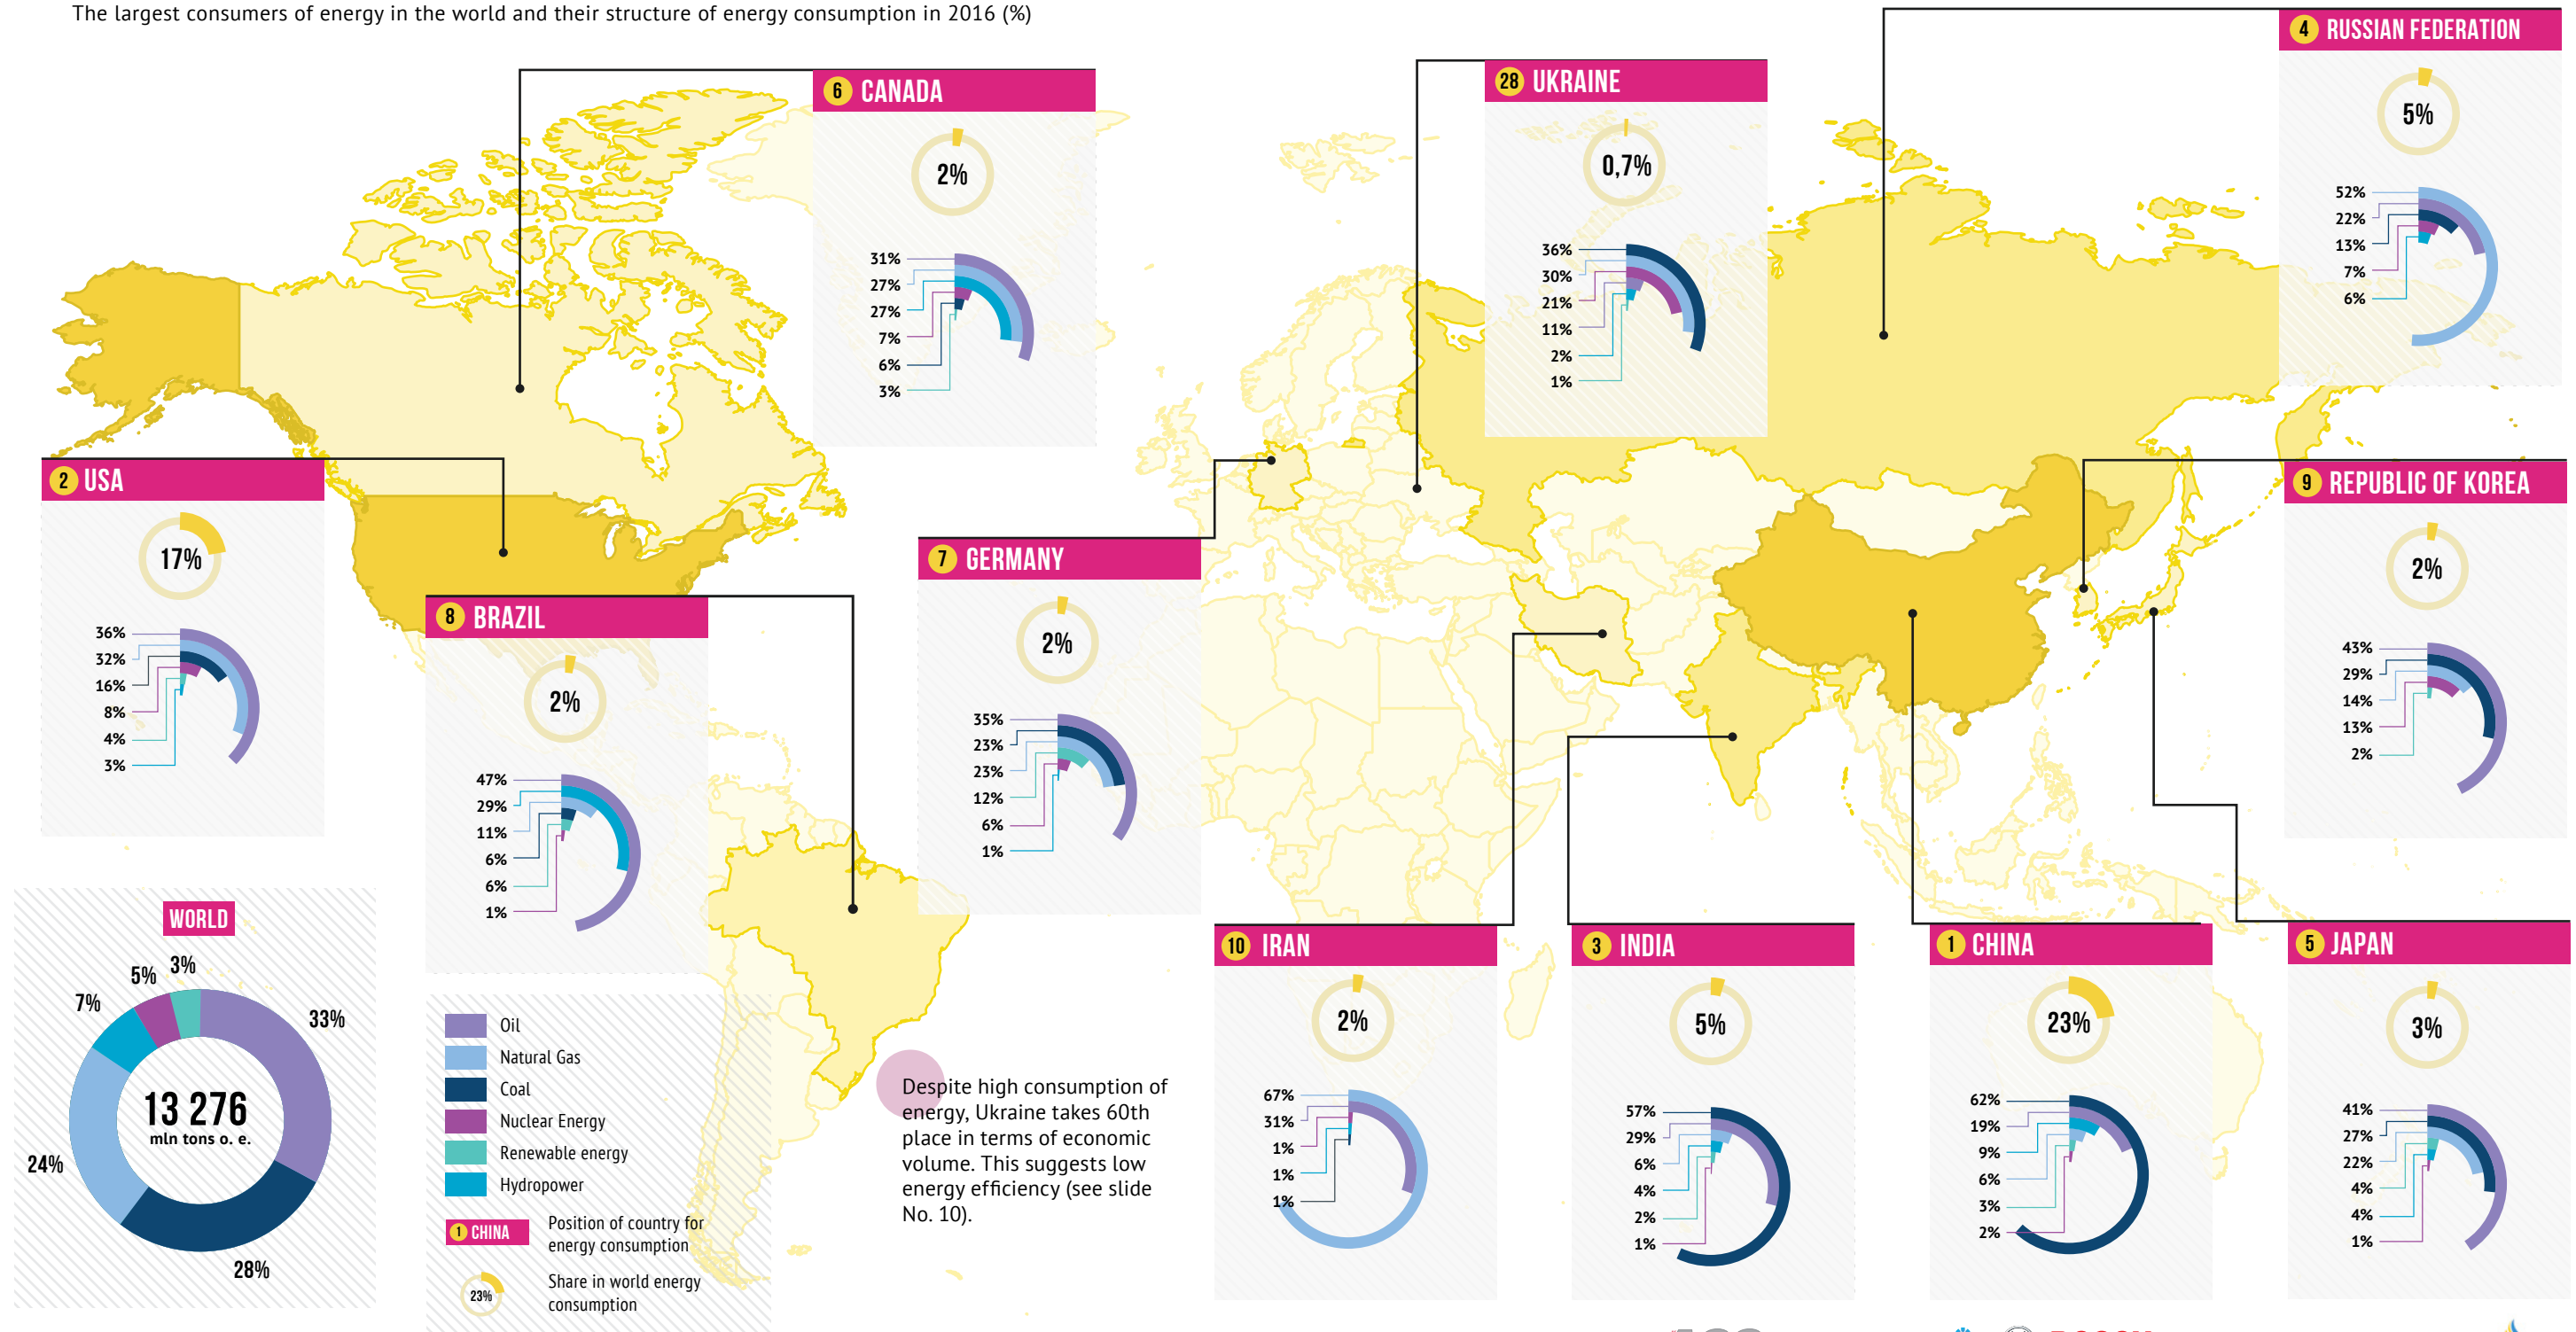 The largest consumers of energy in the world and their structure of energy consumption in 2016 (%)
4 RUSSIAN FEDERATION
5%
52%
22%
13%
7%
6%
6 CANADA
2%
31%
27%
27%
7%
6%
3%
28 UKRAINE
0,7%
36%
30%
21%
11%
2%
1%
2 USA
17%
36%
32%
16%
8%
4%
3%
9 REPUBLIC OF KOREA
2%
43%
29%
14%
13%
2%
7 GERMANY
2%
35%
23%
23%
12%
6%
1%
8 BRAZIL
2%
47%
29%
11%
6%
6%
1%
WORLD
3%
5%
7%
33%
13 276
mln tons o. e.
24%
28%
Oil
Natural Gas
Coal
Nuclear Energy
Renewable energy
Hydropower
1 CHINA
Position of country for
energy consumption
23%
Share in world energy
consumption
Despite high consumption of
energy, Ukraine takes 60th
place in terms of economic
volume. This suggests low
energy efficiency (see slide
No. 10).
10 IRAN
2%
67%
31%
1%
1%
1%
3 INDIA
5%
57%
29%
6%
4%
2%
1%
1 CHINA
23%
62%
19%
9%
6%
3%
2%
5 JAPAN
3%
41%
27%
22%
4%
4%
1%